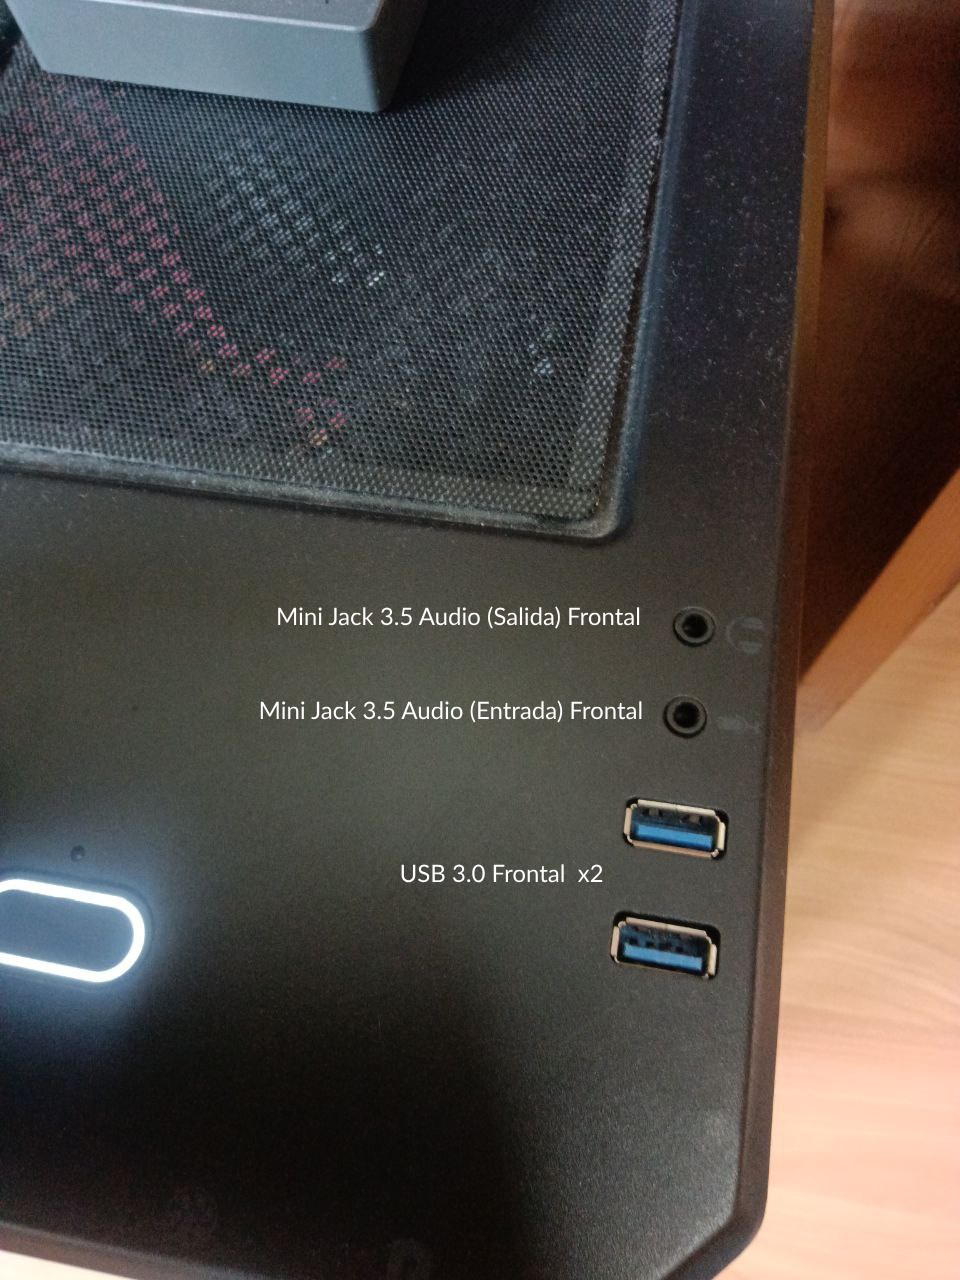 Mini Jack 3.5 Audio (Salida) Frontal
Mini Jack 3.5 Audio (Entrada) Frontal
USB 3.0 Frontal x2